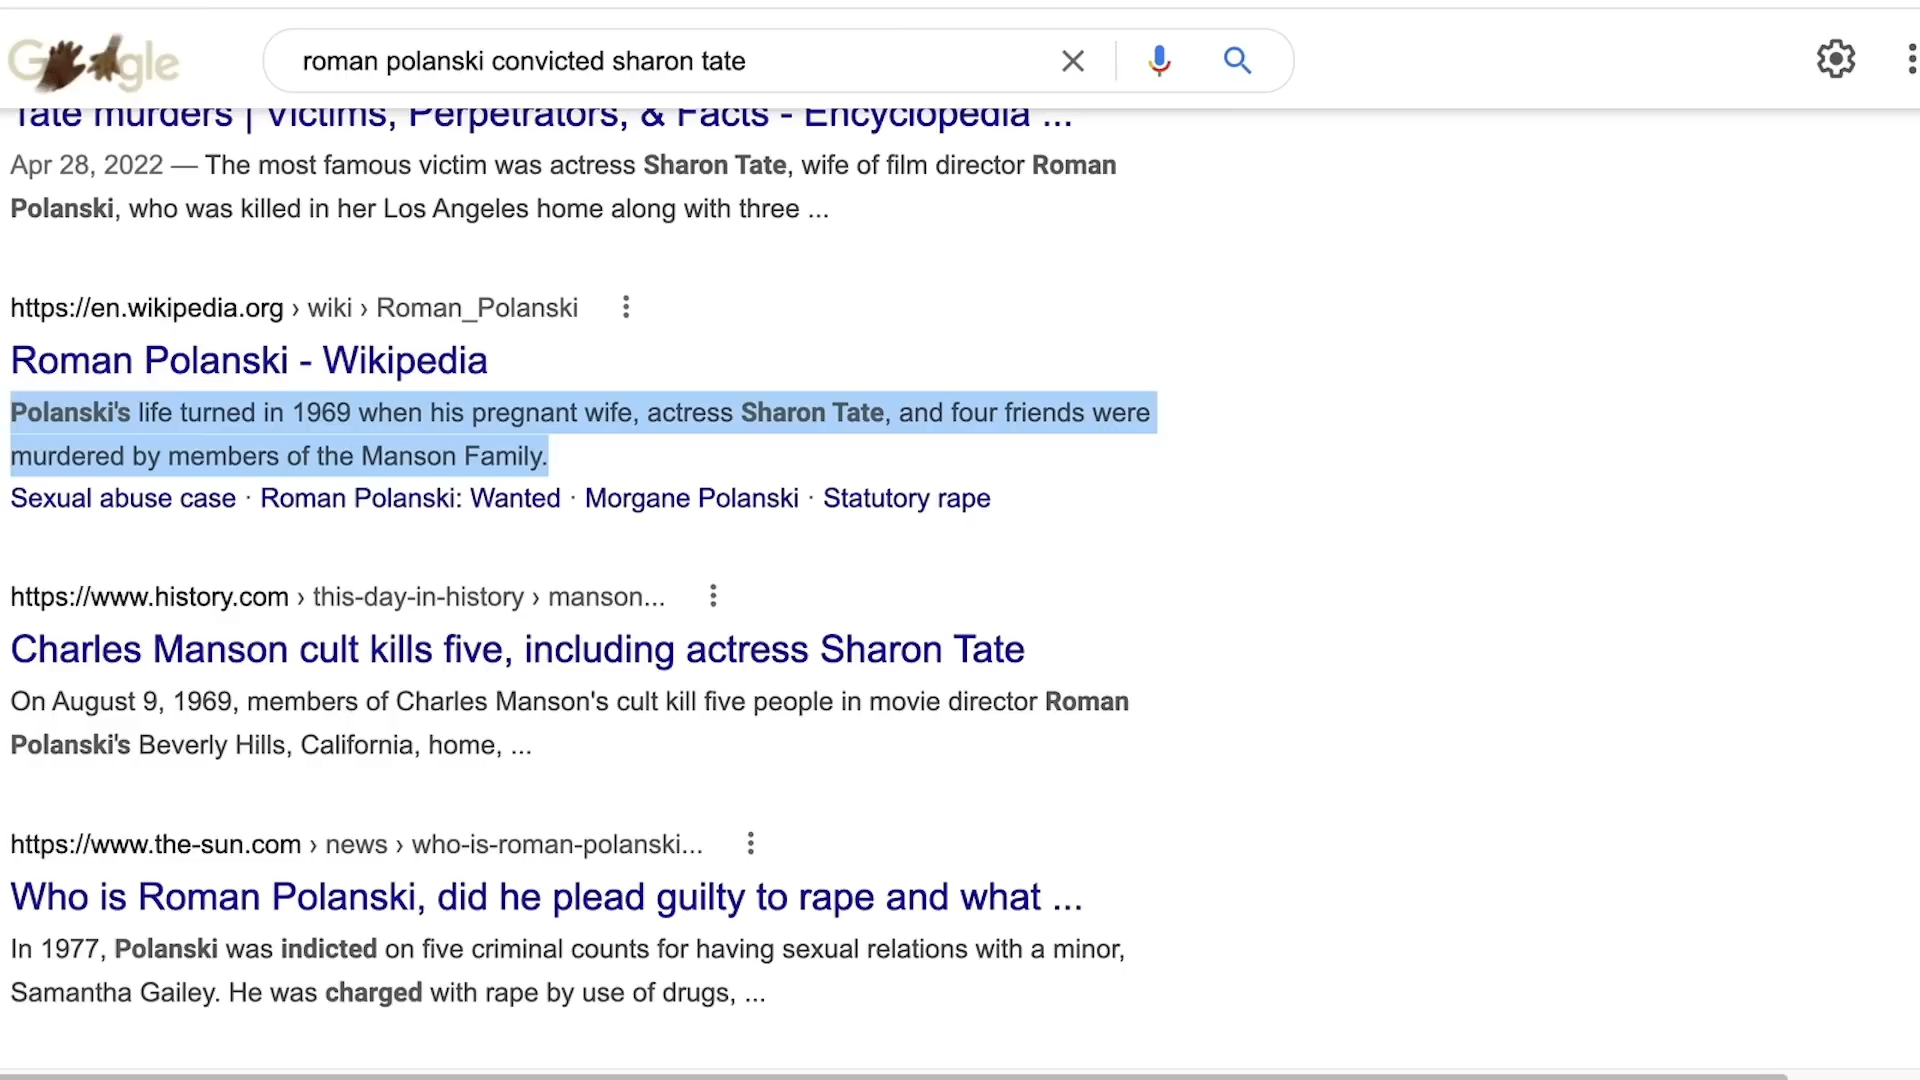 Google
roman polanski convicted sharon tate
Tate murders | Victims, Perpetrators, & Facts - Encyclopedia ...
Apr 28, 2022 — The most famous victim was actress Sharon Tate, wife of film director Roman
Polanski, who was killed in her Los Angeles home along with three ...
https://en.wikipedia.org › wiki › Roman_Polanski
Roman Polanski - Wikipedia
Polanski's life turned in 1969 when his pregnant wife, actress Sharon Tate, and four friends were
murdered by members of the Manson Family.
Sexual abuse case · Roman Polanski: Wanted · Morgane Polanski · Statutory rape
https://www.history.com › this-day-in-history › manson...
Charles Manson cult kills five, including actress Sharon Tate
On August 9, 1969, members of Charles Manson's cult kill five people in movie director Roman
Polanski's Beverly Hills, California, home, ...
https://www.the-sun.com › news › who-is-roman-polanski...
Who is Roman Polanski, did he plead guilty to rape and what ...
In 1977, Polanski was indicted on five criminal counts for having sexual relations with a minor,
Samantha Gailey. He was charged with rape by use of drugs, ...